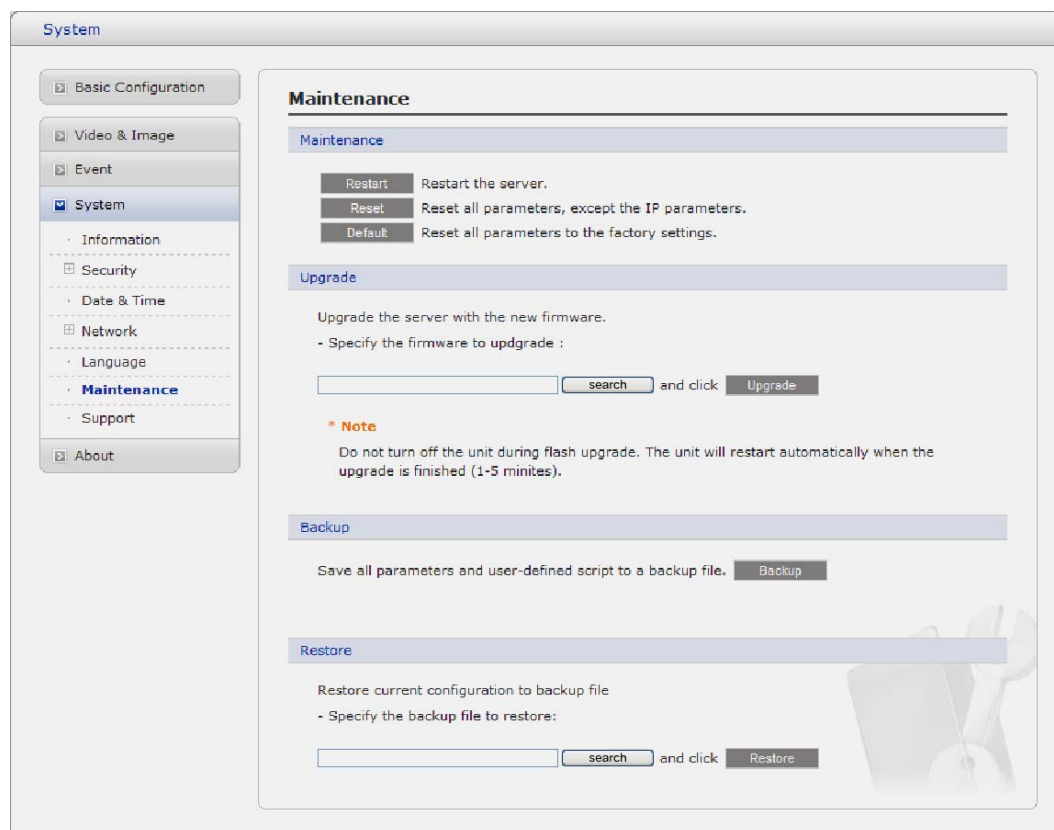 System
Basic Configuration
Video & Image
Event
System
Information
Security
Date & Time
Network
Language
Maintenance
Support
About
Maintenance
Maintenance
Restart Restart the server.
Reset Reset all parameters, except the IP parameters.
Default Reset all parameters to the factory settings.
Upgrade
Upgrade the server with the new firmware.
- Specify the firmware to updgrade :
search and click Upgrade
* Note
Do not turn off the unit during flash upgrade. The unit will restart automatically when the
upgrade is finished (1-5 minites).
Backup
Save all parameters and user-defined script to a backup file. Backup
Restore
Restore current configuration to backup file
- Specify the backup file to restore:
search and click Restore